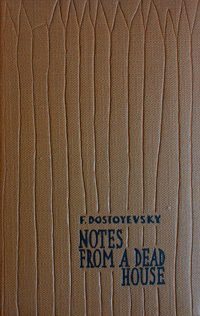 F. DOSTOYEVSKY
NOTES
FROM A DEAD
HOUSE